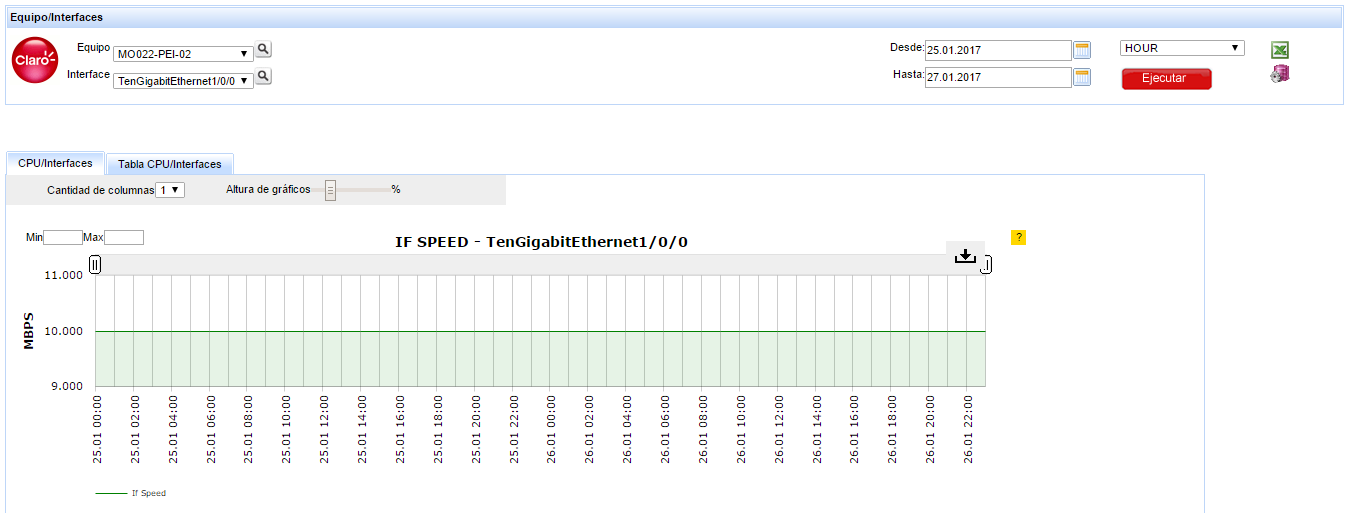 Equipo/Interfaces
Claro
Equipo MO022-PEI-02
Desde: 25.01.2017
HOUR
Interface TenGigabitEthernet1/0/0
Hasta: 27.01.2017
Ejecutar
CPU/Interfaces Tabla CPU/Interfaces
Cantidad de columnas 1 Altura de gráficos %
Min Max
IF SPEED - TenGigabitEthernet1/0/0
?
11.000
10.000
9.000
MBPS
25.01 00:00
25.01 02:00
25.01 04:00
25.01 06:00
25.01 08:00
25.01 10:00
25.01 12:00
25.01 14:00
25.01 16:00
25.01 18:00
25.01 20:00
25.01 22:00
26.01 00:00
26.01 02:00
26.01 04:00
26.01 06:00
26.01 08:00
26.01 10:00
26.01 12:00
26.01 14:00
26.01 16:00
26.01 18:00
26.01 20:00
26.01 22:00
If Speed